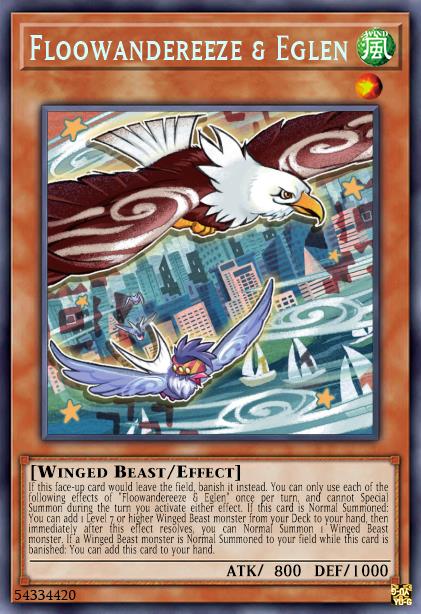 FLOOWANDEREEZE & EGLEN
WIND
風
[WINGED BEAST/EFFECT]
If this face-up card would leave the field, banish it instead. You can only use each of the
following effects of "Floowandereeze & Eglen" once per turn, and cannot Special
Summon during the turn you activate either effect. If this card is Normal Summoned:
You can add 1 Level 7 or higher Winged Beast monster from your Deck to your hand, then
immediately after this effect resolves, you can Normal Summon 1 Winged Beast
monster. If a Winged Beast monster is Normal Summoned to your field while this card is
banished: You can add this card to your hand.
ATK/ 800 DEF/1000
54334420